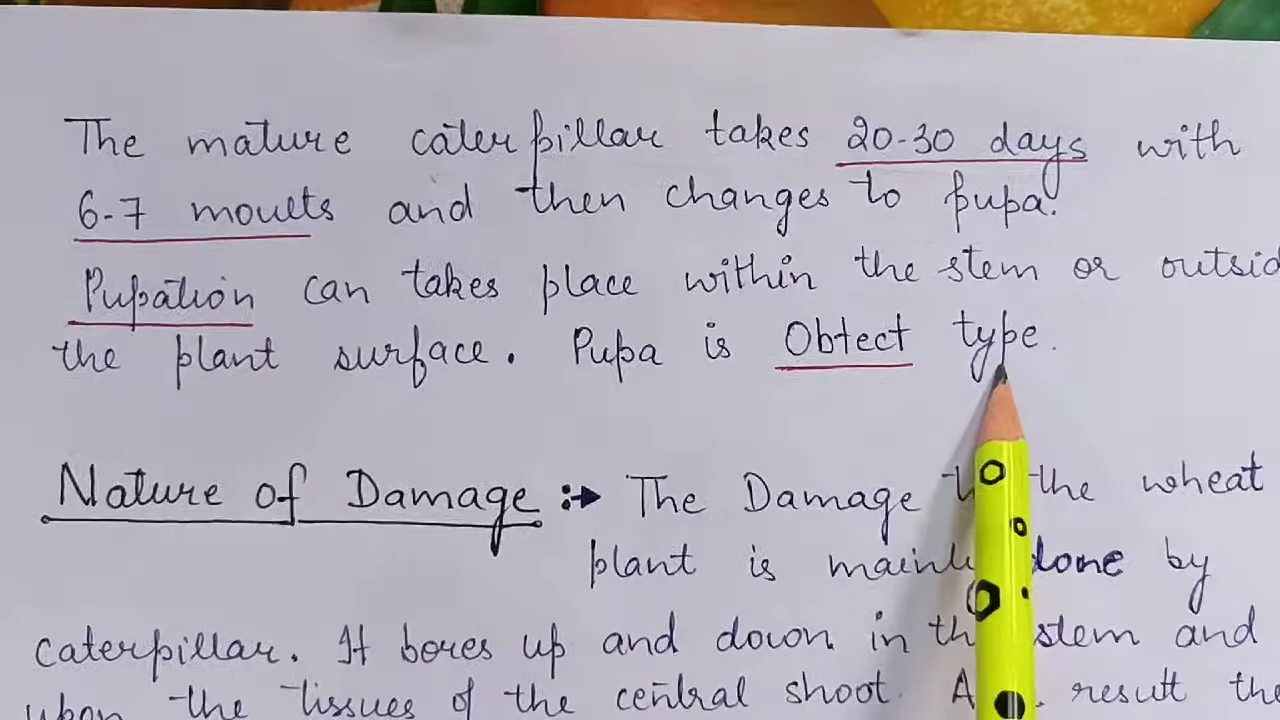 The mature caterpillar takes 20-30 days with
6-7 moults and then changes to pupa.
Pupation can takes place within the stem or outsid
the plant surface. Pupa is Obtect type.
Nature of Damage :→ The Damage the wheat
plant is mainly done by
caterpillar. It bores up and down in the stem and
upon the tissues of the central shoot. result the